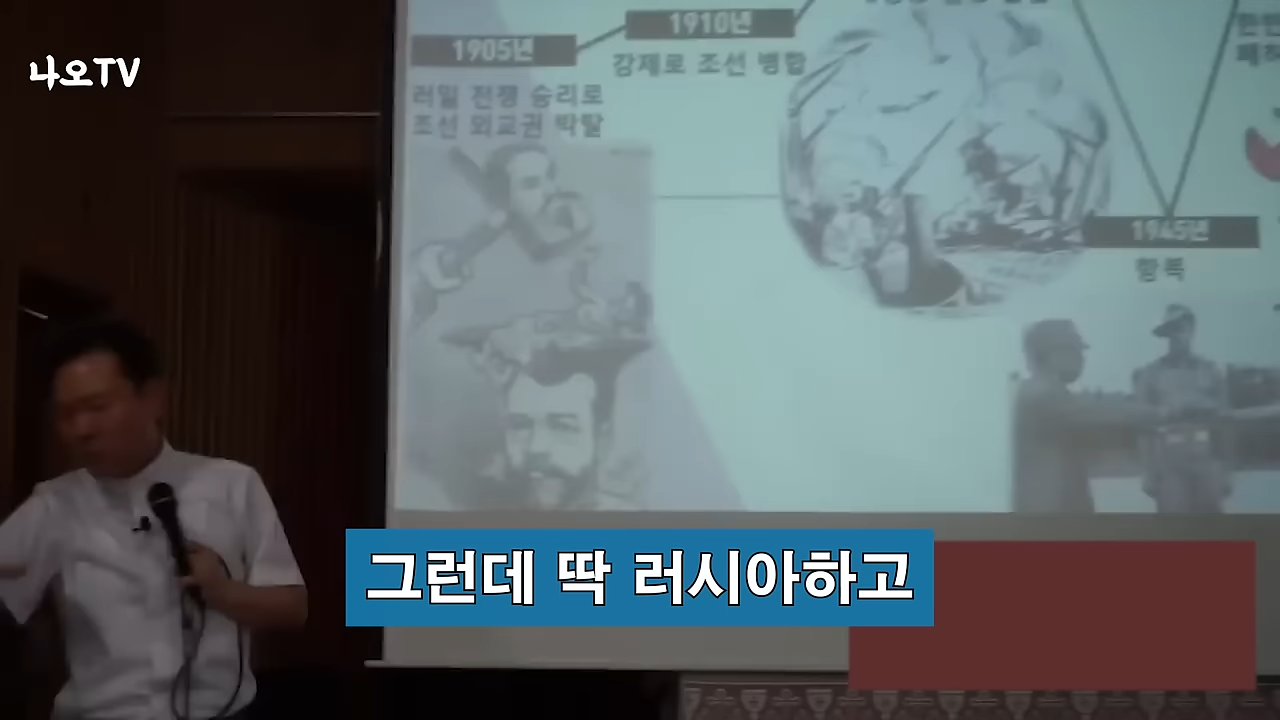 나오TV
1905년
러일 전쟁 승리로
조선 외교권 박탈
1910년
강제로 조선 병합
1945년
항복
그런데 딱 러시아하고